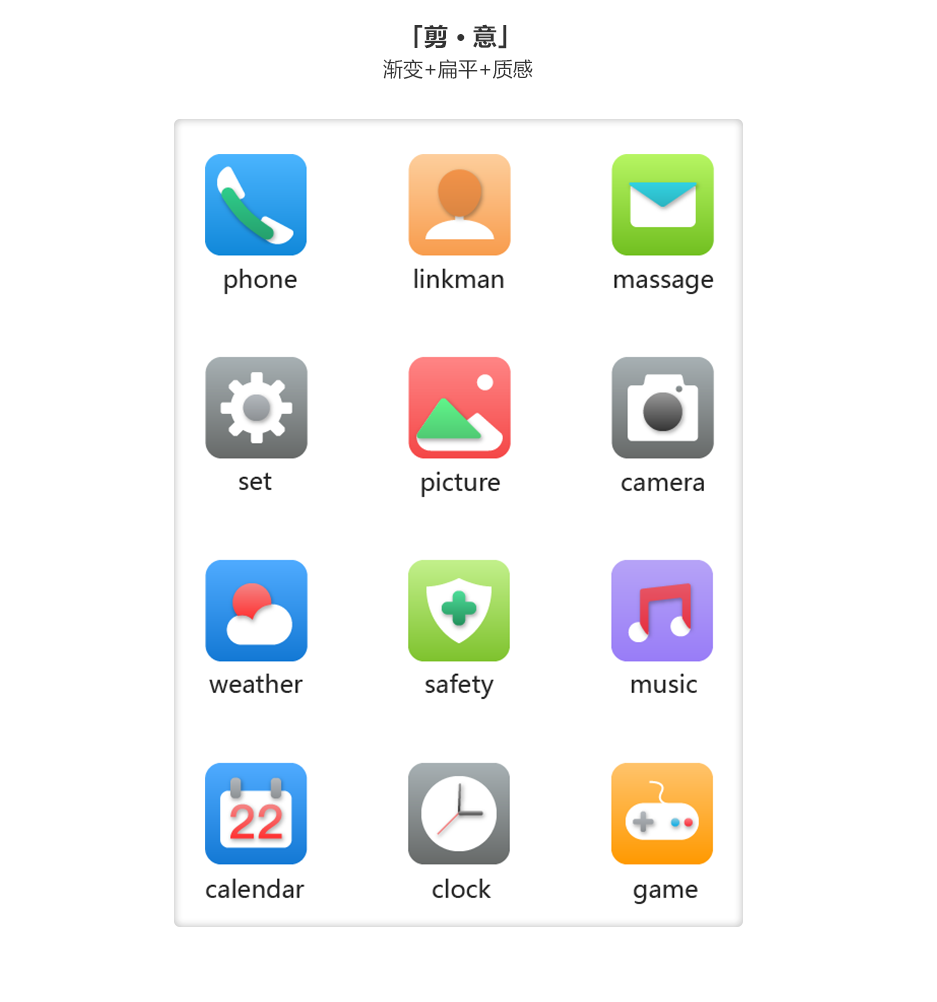 「剪·意」
渐变+扁平+质感
phone
linkman
massage
set
picture
camera
weather
safety
music
22
calendar
clock
game